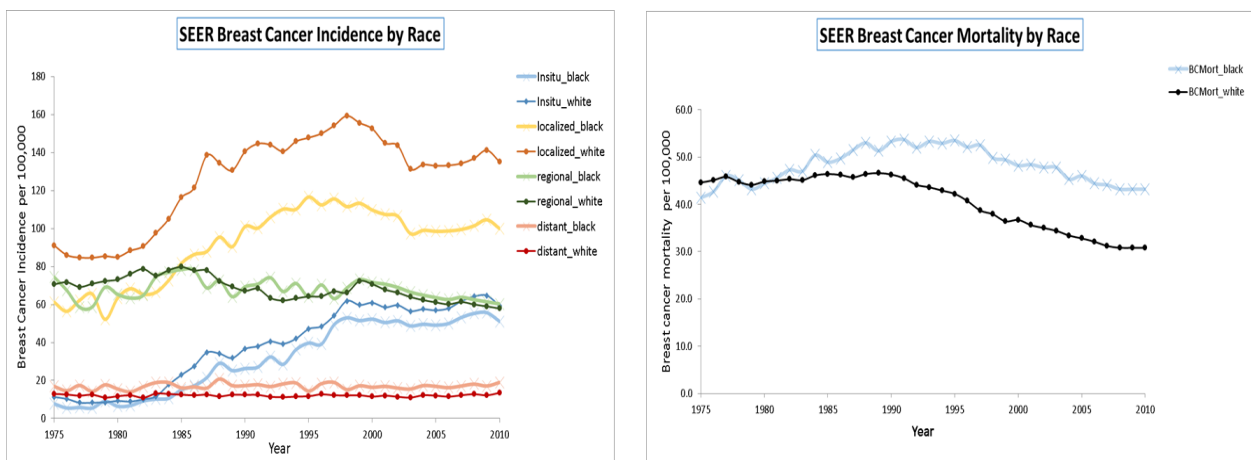 SEER Breast Cancer Incidence by Race
Breast Cancer Incidence per 100,000
180
160
140
120
100
80
60
40
20
0
1975 1980 1985 1990 1995 2000 2005 2010
Year
Insitu_black
Insitu_white
localized_black
localized_white
regional_black
regional_white
distant_black
distant_white
SEER Breast Cancer Mortality by Race
Breast cancer mortality per 100,000
60.0
50.0
40.0
30.0
20.0
10.0
0.0
1975 1980 1985 1990 1995 2000 2005 2010
Year
BCMort_black
BCMort_white